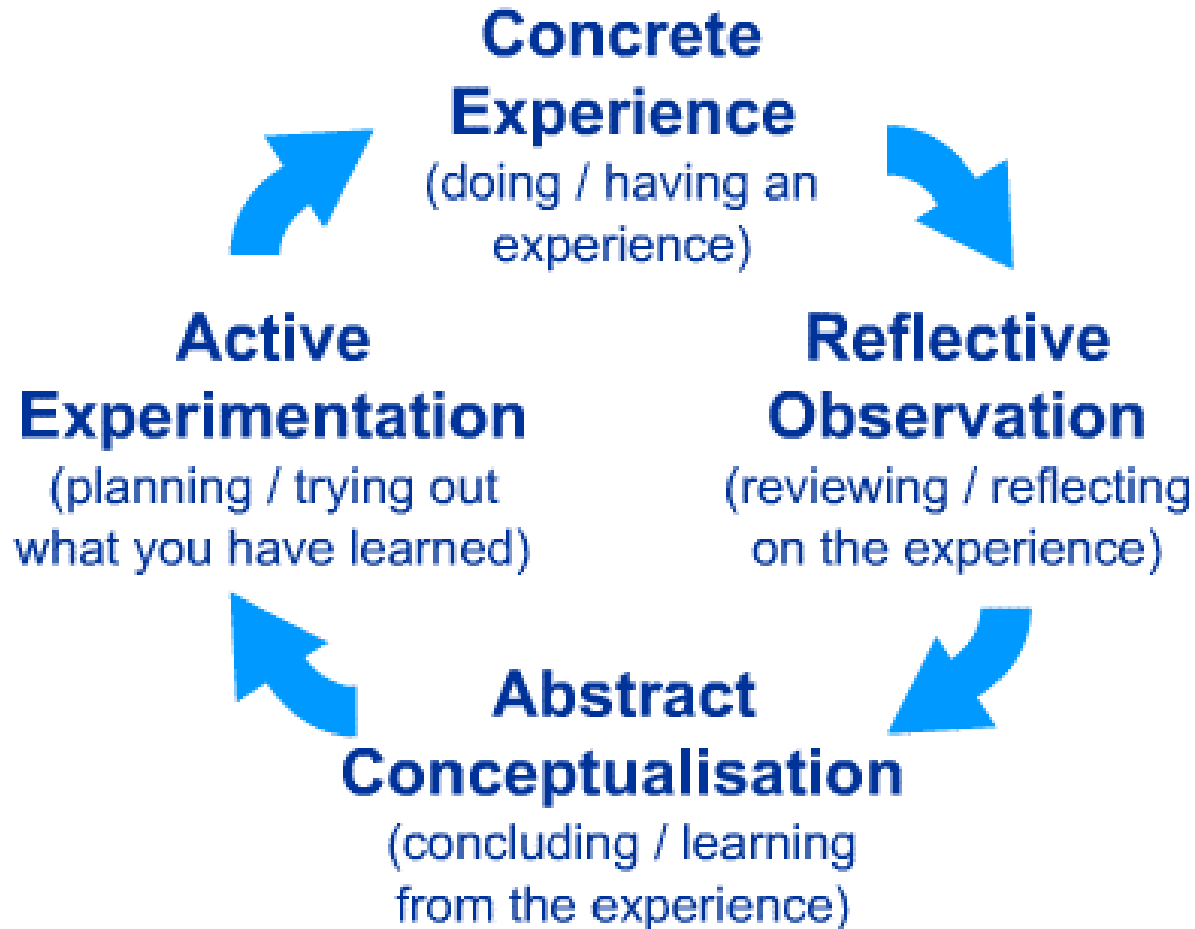 Concrete
Experience
(doing / having an
experience)
Reflective
Observation
(reviewing / reflecting
on the experience)
Abstract
Conceptualisation
(concluding / learning
from the experience)
Active
Experimentation
(planning / trying out
what you have learned)